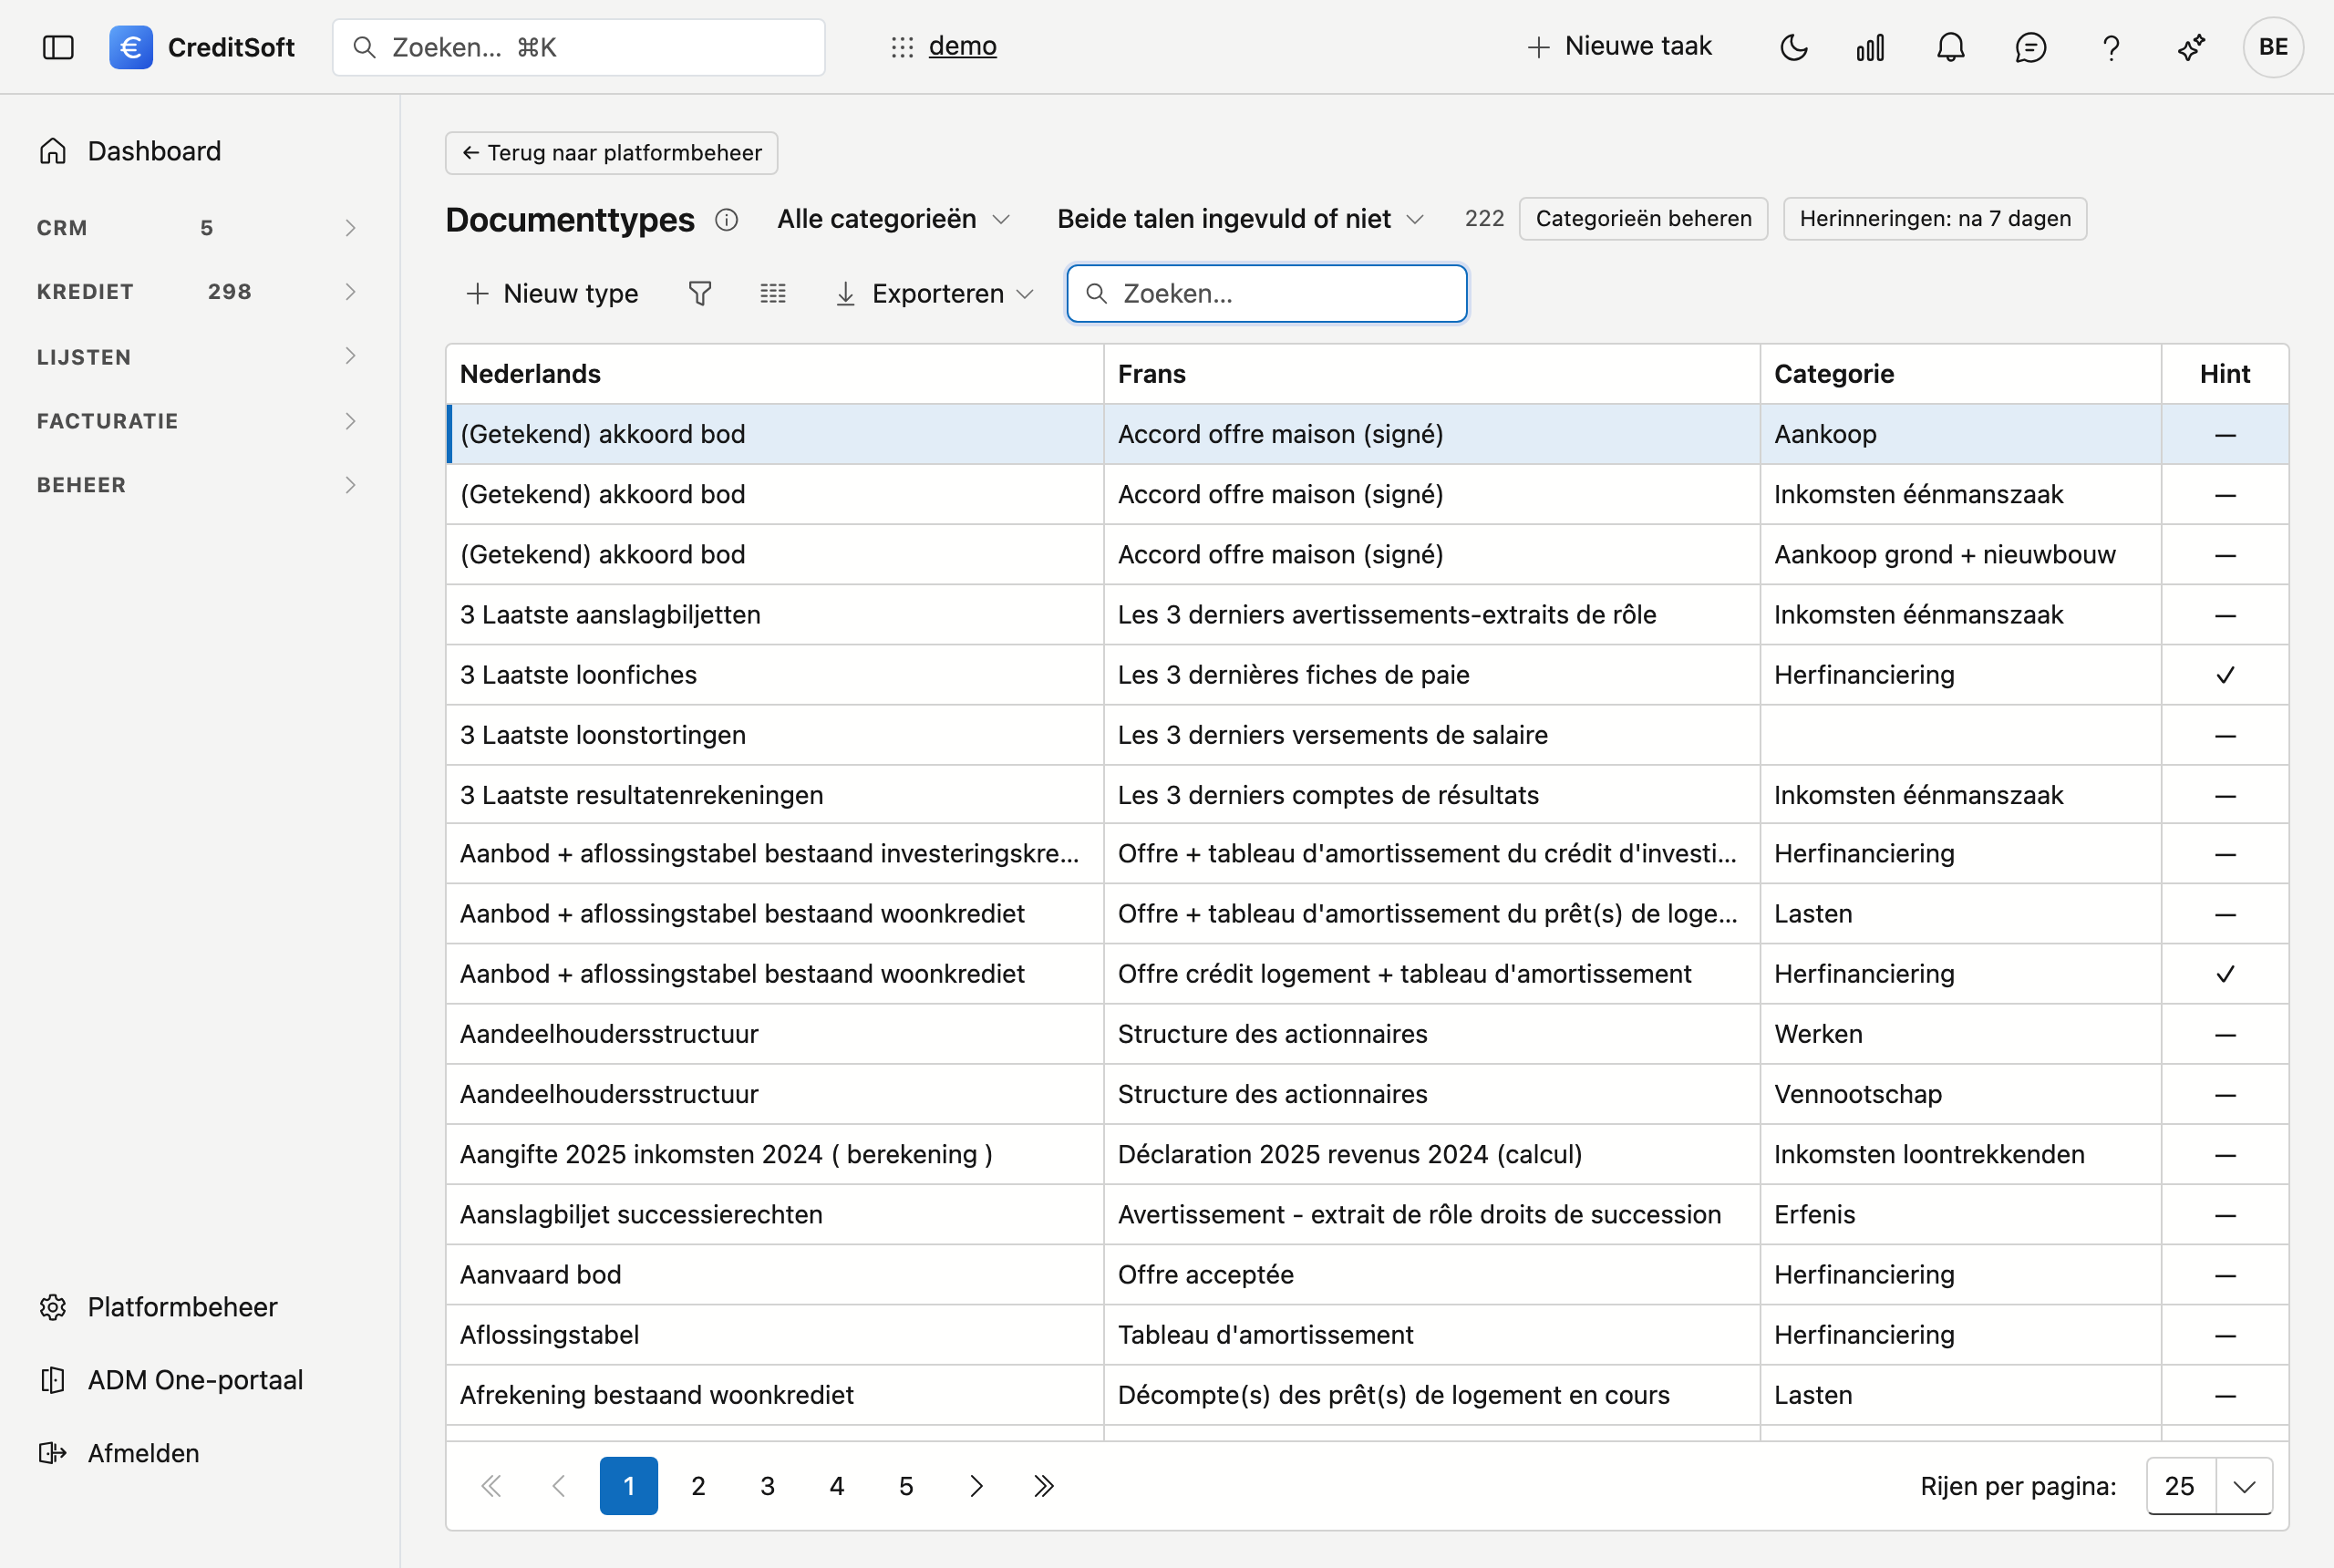 CreditSoft
Zoeken... ⌘K
demo
Nieuwe taak
BE
Dashboard
CRM 5
KREDIET 298
LIJSTEN
FACTURATIE
BEHEER
Platformbeheer
ADM One-portaal
Afmelden
← Terug naar platformbeheer
Documenttypes Alle categorieën Beide talen ingevuld of niet 222 Categorieën beheren Herinneringen: na 7 dagen
Nieuw type Exporteren Zoeken...
Nederlands Frans Categorie Hint
(Getekend) akkoord bod Accord offre maison (signé) Aankoop —
(Getekend) akkoord bod Accord offre maison (signé) Inkomsten éénmanszaak —
(Getekend) akkoord bod Accord offre maison (signé) Aankoop grond + nieuwbouw —
3 Laatste aanslagbiljetten Les 3 derniers avertissements-extraits de rôle Inkomsten éénmanszaak —
3 Laatste loonfiches Les 3 dernières fiches de paie Herfinanciering ✓
3 Laatste loonstortingen Les 3 derniers versements de salaire —
3 Laatste resultatenrekeningen Les 3 derniers comptes de résultats Inkomsten éénmanszaak —
Aanbod + aflossingstabel bestaand investeringskre... Offre + tableau d'amortissement du crédit d'investi... Herfinanciering —
Aanbod + aflossingstabel bestaand woonkrediet Offre + tableau d'amortissement du prêt(s) de loge... Lasten —
Aanbod + aflossingstabel bestaand woonkrediet Offre crédit logement + tableau d'amortissement Herfinanciering ✓
Aandeelhoudersstructuur Structure des actionnaires Werken —
Aandeelhoudersstructuur Structure des actionnaires Vennootschap —
Aangifte 2025 inkomsten 2024 ( berekening ) Déclaration 2025 revenus 2024 (calcul) Inkomsten loontrekkenden —
Aanslagbiljet successierechten Avertissement - extrait de rôle droits de succession Erfenis —
Aanvaard bod Offre acceptée Herfinanciering —
Aflossingstabel Tableau d'amortissement Herfinanciering —
Afrekening bestaand woonkrediet Décompte(s) des prêt(s) de logement en cours Lasten —
1 2 3 4 5 Rijen per pagina: 25